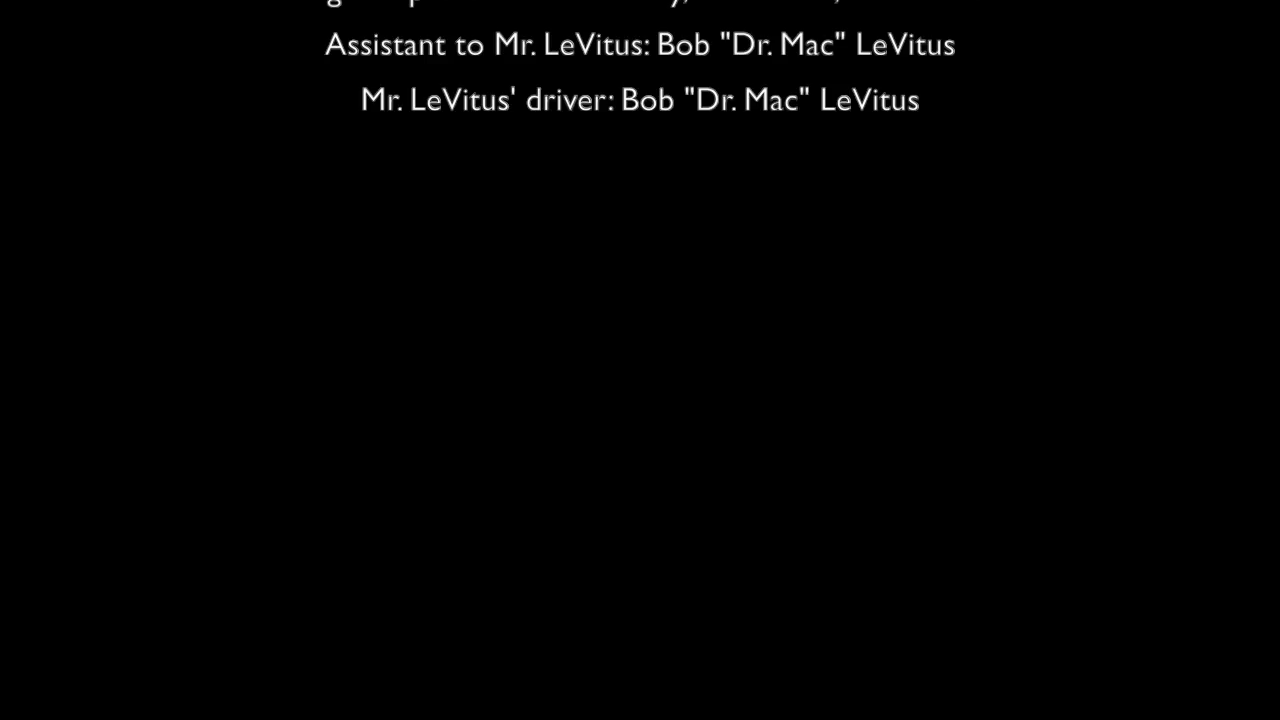 Assistant to Mr. LeVitus: Bob "Dr. Mac" LeVitus
Mr. LeVitus' driver: Bob "Dr. Mac" LeVitus